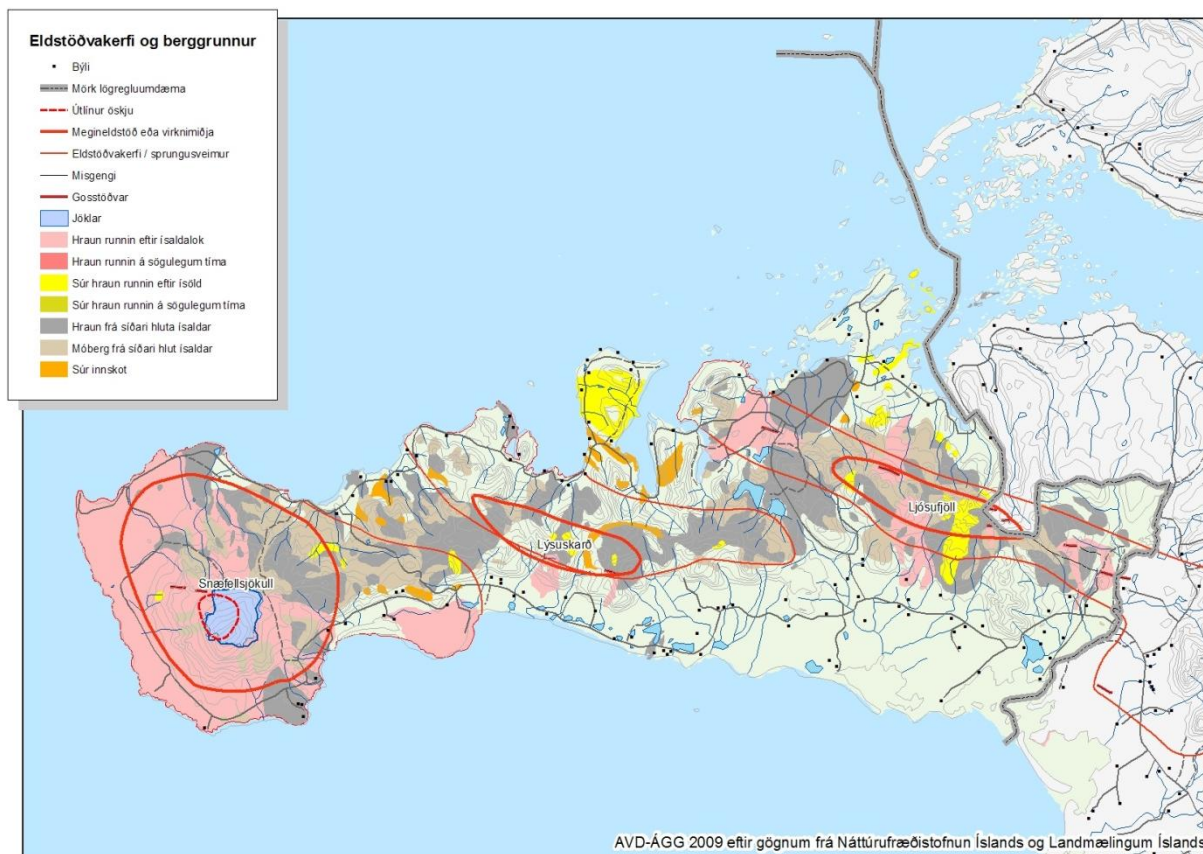 Eldstöðvakerfi og berggrunnur
Býli
Mörk lögregluumdæma
Útlínur öskju
Megineldstöð eða virknimiðja
Eldstöðvakerfi / sprungusveimur
Misgengi
Gosstöðvar
Jöklar
Hraun runnin eftir ísaldalok
Hraun runnin á sögulegum tíma
Súr hraun runnin eftir ísöld
Súr hraun runnin á sögulegum tíma
Hraun frá síðari hluta ísaldar
Móberg frá síðari hlut ísaldar
Súr innskot
Ljósufjöll
Lýsuskarð
Snæfellsjökull
AVD-ÁGG 2009 eftir gögnum frá Náttúrufræðistofnun Íslands og Landmælingum Íslands